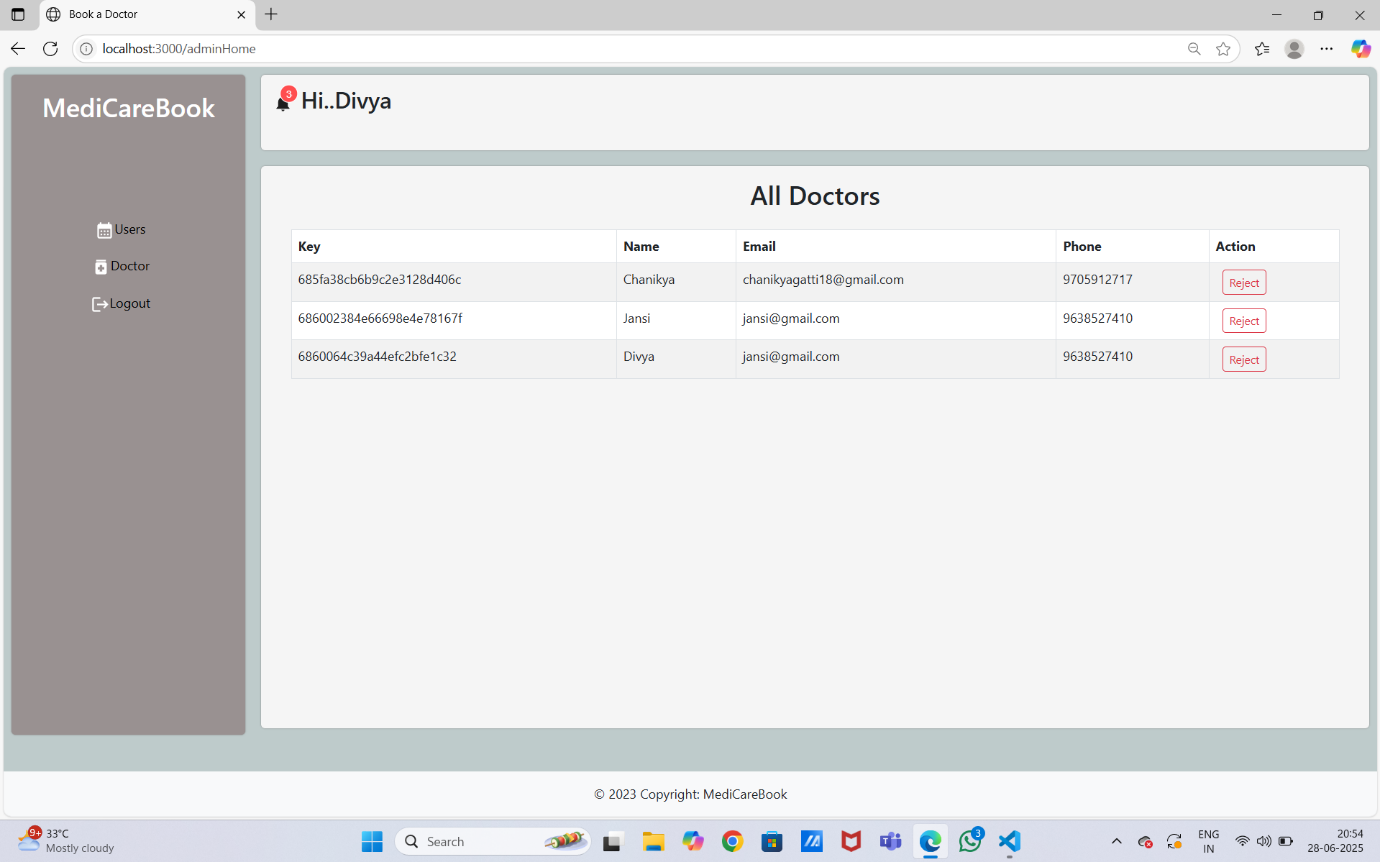 Book a Doctor
localhost:3000/adminHome
MediCareBook
3
Hi..Divya
Users
Doctor
Logout
All Doctors
Key Name Email Phone Action
685fa38cb6b9c2e3128d406c Chanikya chanikyagatti18@gmail.com 9705912717 Reject
686002384e66698e4e78167f Jansi jansi@gmail.com 9638527410 Reject
6860064c39a44efc2bfe1c32 Divya jansi@gmail.com 9638527410 Reject
© 2023 Copyright: MediCareBook
9+
33°C
Mostly cloudy
Search
3
ENG
IN
20:54
28-06-2025